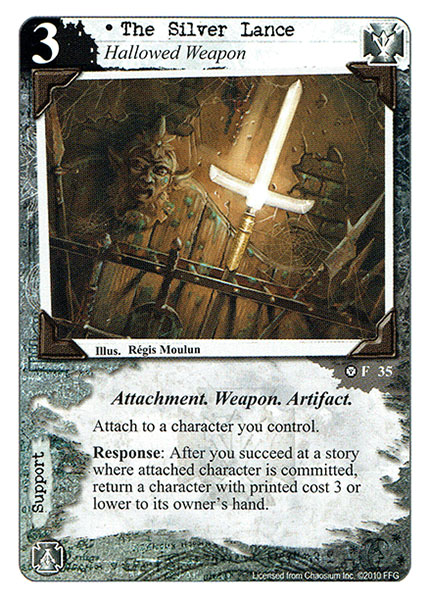 3
• The Silver Lance
Hallowed Weapon
Illus. Régis Moulun
F 35
Attachment. Weapon. Artifact.
Attach to a character you control.
Response: After you succeed at a story
where attached character is committed,
return a character with printed cost 3 or
lower to its owner's hand.
Support
Licensed from Chaosium Inc. ©2010 FFG